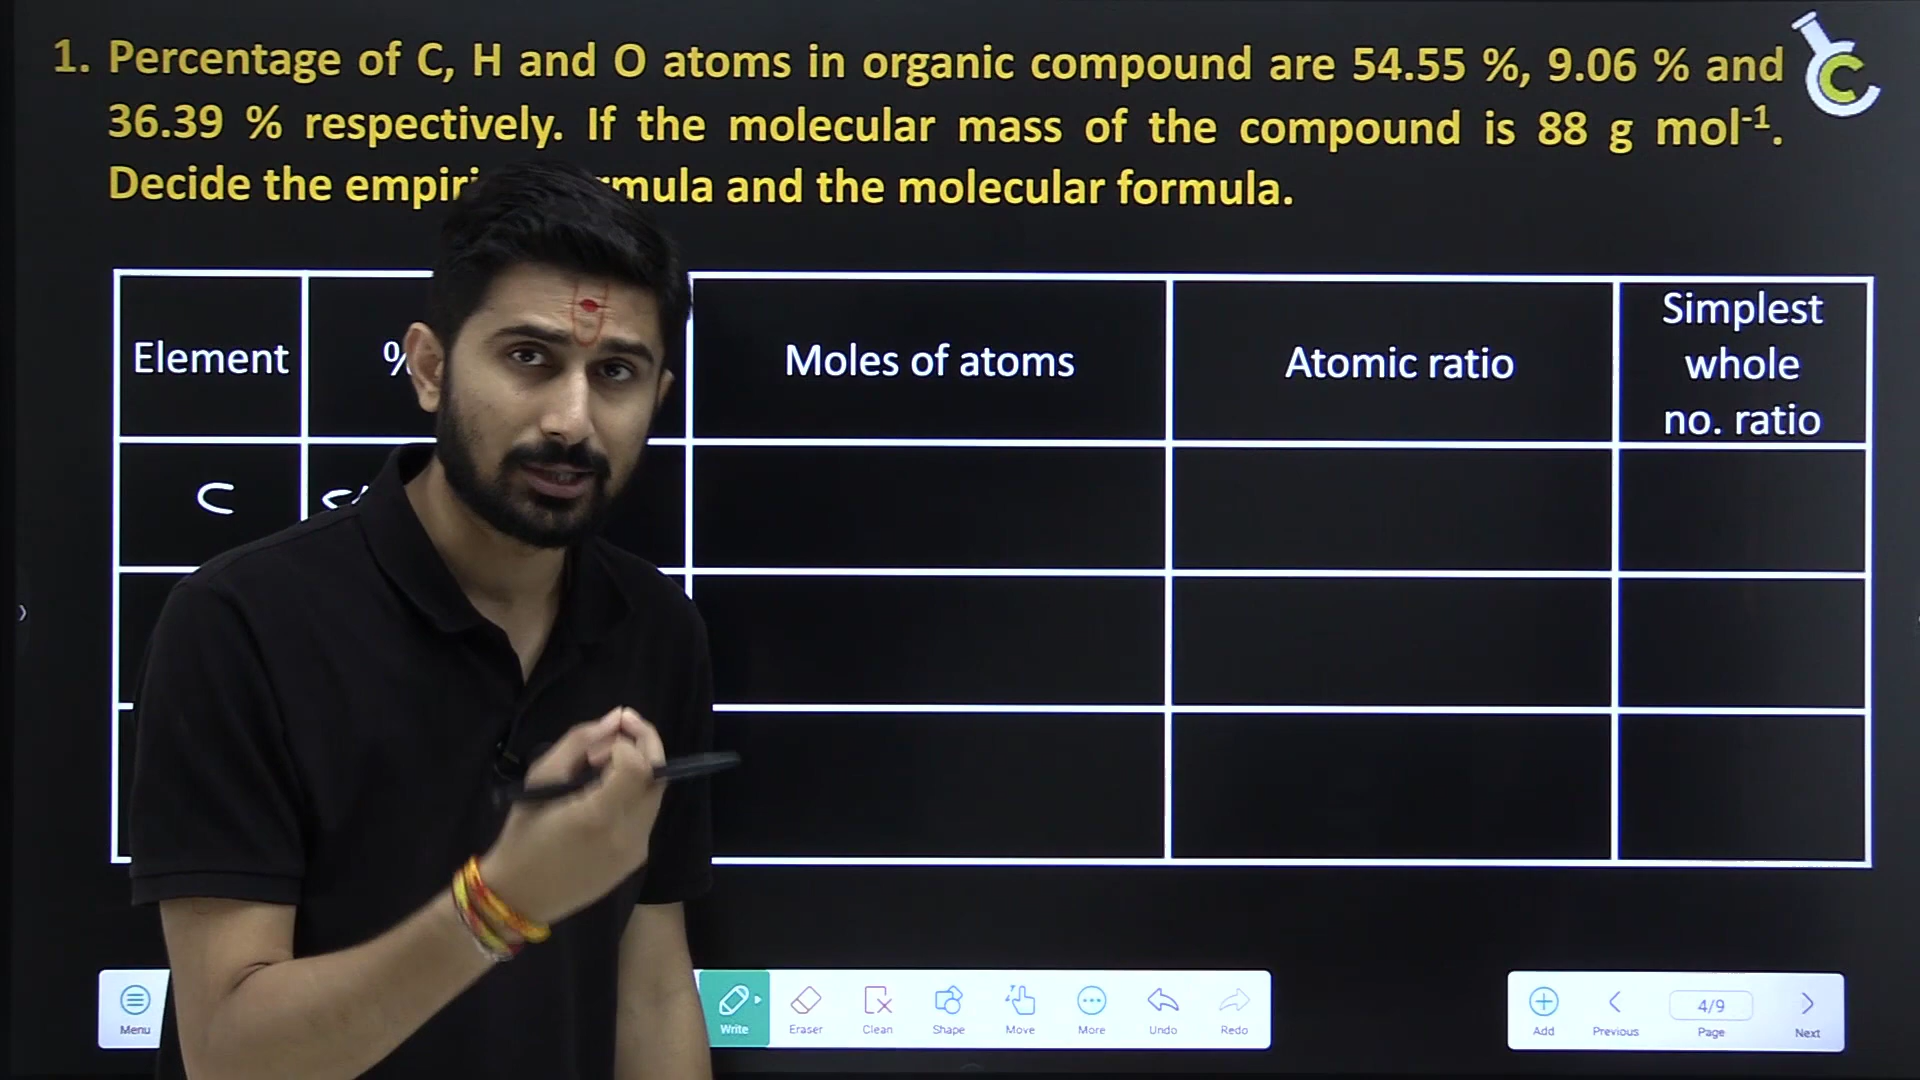 1. Percentage of C, H and O atoms in organic compound are 54.55 %, 9.06 % and
36.39 % respectively. If the molecular mass of the compound is 88 g mol⁻¹.
Decide the and the molecular formula.
Element
%
Moles of atoms
Atomic ratio
Simplest
whole
no. ratio
C
Menu
Write
Eraser
Clean
Shape
Move
More
Undo
Redo
Add
Previous
4/9
Page
Next